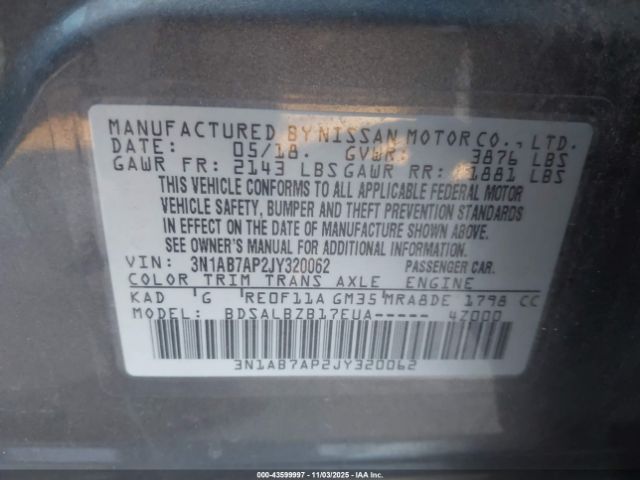 MANUFACTURED BY NISSAN MOTOR CO., LTD.
DATE: 05/18. GVWR: 3876 LBS
GAWR FR: 2143 LBS GAWR RR: 1881 LBS
THIS VEHICLE CONFORMS TO ALL APPLICABLE FEDERAL MOTOR
VEHICLE SAFETY, BUMPER AND THEFT PREVENTION STANDARDS
IN EFFECT ON THE DATE OF MANUFACTURE SHOWN ABOVE.
SEE OWNER'S MANUAL FOR ADDITIONAL INFORMATION.
VIN: 3N1AB7AP2JY320062 PASSENGER CAR.
COLOR TRIM TRANS AXLE ENGINE
KAD G RE0F11A GM35 MRA8DE 1798 CC
MODEL: BDSALBZB17EUA----- 4Z000
3N1AB7AP2JY320062
000-43599997 - 11/03/2025 - IAA Inc.